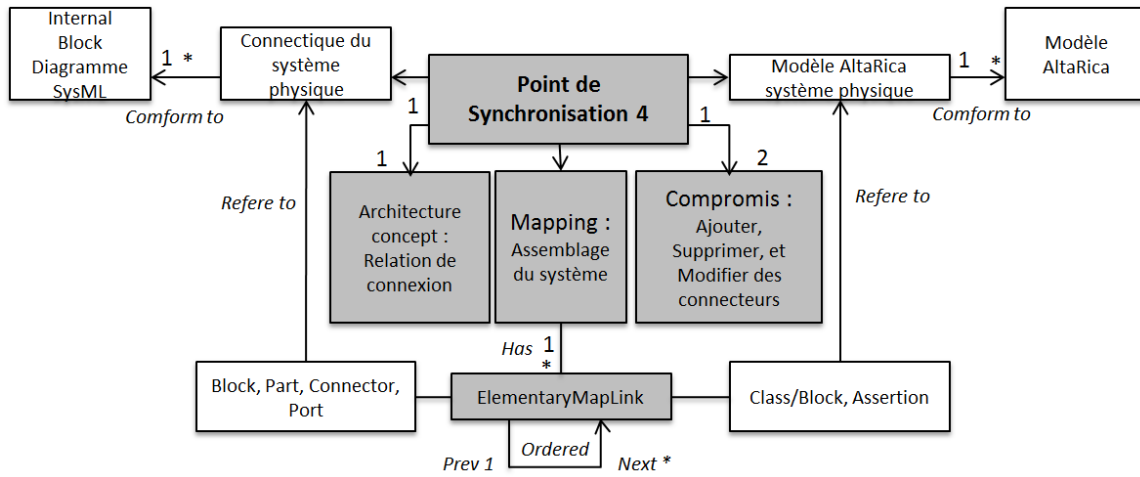 Internal
Block
Diagramme
SysML
1 *
Comform to
Connectique du
système
physique
Point de
Synchronisation 4
Modèle AltaRica
système physique
1 *
Comform to
Modèle
AltaRica
1
1
1
2
Refere to
Architecture
concept :
Relation de
connexion
Mapping :
Assemblage
du système
Compromis :
Ajouter,
Supprimer, et
Modifier des
connecteurs
Refere to
Has 1
*
Block, Part, Connector,
Port
ElementaryMapLink
Class/Block, Assertion
Prev 1
Ordered
Next *